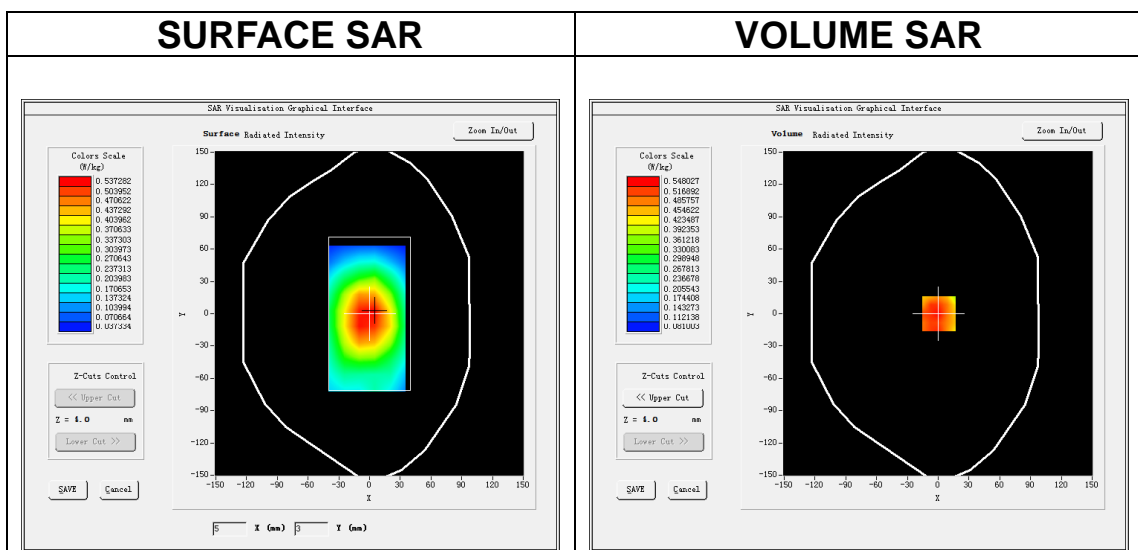 SURFACE SAR
VOLUME SAR
SAR Visualisation Graphical Interface
Surface Radiated Intensity
Zoom In/Out
Colors Scale
(W/kg)
0.537282
0.503952
0.470622
0.437292
0.403962
0.370633
0.337303
0.303973
0.270643
0.237313
0.203983
0.170653
0.137324
0.103994
0.070664
0.037334
Z-Cuts Control
<< Upper Cut
Z = 4.0 mm
Lower Cut >>
SAVE
Cancel
150
120
90
60
30
0
-30
-60
-90
-120
-150
Y
-150 -120 -90 -60 -30 0 30 60 90 120 150
X
5 X (mm) 3 Y (mm)
SAR Visualisation Graphical Interface
Volume Radiated Intensity
Zoom In/Out
Colors Scale
(W/kg)
0.548027
0.516892
0.485757
0.454622
0.423487
0.392353
0.361218
0.330083
0.298948
0.267813
0.236678
0.205543
0.174408
0.143273
0.112138
0.081003
Z-Cuts Control
<< Upper Cut
Z = 4.0 mm
Lower Cut >>
SAVE
Cancel
150
120
90
60
30
0
-30
-60
-90
-120
-150
Y
-150 -120 -90 -60 -30 0 30 60 90 120 150
X